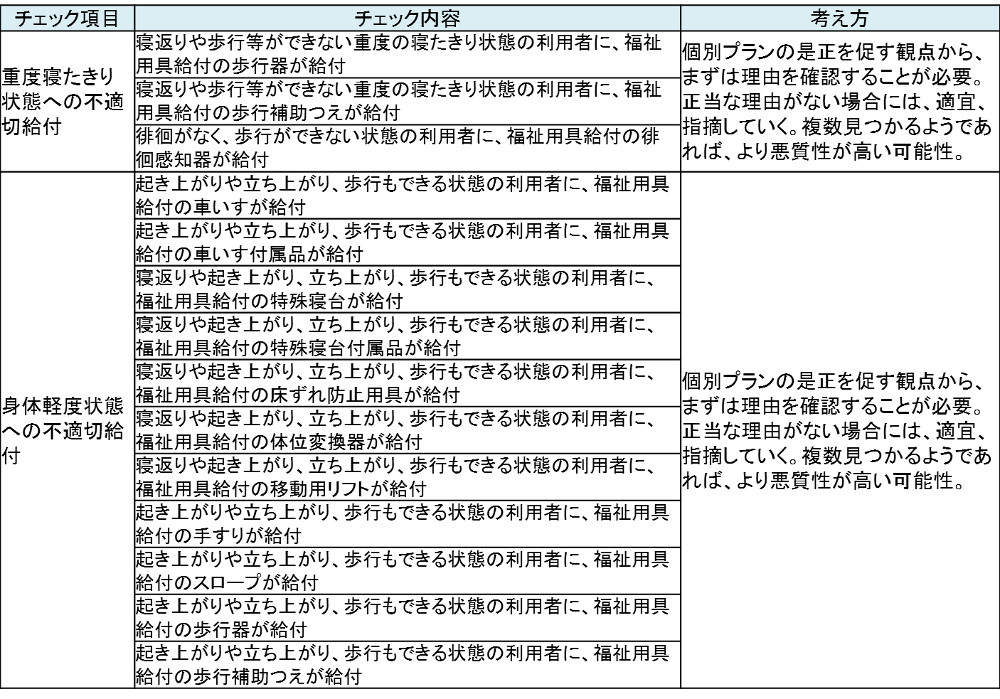 チェック項目
チェック内容
考え方
重度寝たきり
状態への不適
切給付
寝返りや歩行等ができない重度の寝たきり状態の利用者に、福祉
用具給付の歩行器が給付
寝返りや歩行等ができない重度の寝たきり状態の利用者に、福祉
用具給付の歩行補助つえが給付
徘徊がなく、歩行ができない状態の利用者に、福祉用具給付の徘
徊感知器が給付
個別プランの是正を促す観点から、
まずは理由を確認することが必要。
正当な理由がない場合には、適宜、
指摘していく。複数見つかるようであ
れば、より悪質性が高い可能性。
身体軽度状態
への不適切給
付
起き上がりや立ち上がり、歩行もできる状態の利用者に、福祉用具
給付の車いすが給付
起き上がりや立ち上がり、歩行もできる状態の利用者に、福祉用具
給付の車いす付属品が給付
寝返りや起き上がり、立ち上がり、歩行もできる状態の利用者に、
福祉用具給付の特殊寝台が給付
寝返りや起き上がり、立ち上がり、歩行もできる状態の利用者に、
福祉用具給付の特殊寝台付属品が給付
寝返りや起き上がり、立ち上がり、歩行もできる状態の利用者に、
福祉用具給付の床ずれ防止用具が給付
寝返りや起き上がり、立ち上がり、歩行もできる状態の利用者に、
福祉用具給付の体位変換器が給付
寝返りや起き上がり、立ち上がり、歩行もできる状態の利用者に、
福祉用具給付の移動用リフトが給付
起き上がりや立ち上がり、歩行もできる状態の利用者に、福祉用具
給付の手すりが給付
起き上がりや立ち上がり、歩行もできる状態の利用者に、福祉用具
給付のスロープが給付
起き上がりや立ち上がり、歩行もできる状態の利用者に、福祉用具
給付の歩行器が給付
起き上がりや立ち上がり、歩行もできる状態の利用者に、福祉用具
給付の歩行補助つえが給付
個別プランの是正を促す観点から、
まずは理由を確認することが必要。
正当な理由がない場合には、適宜、
指摘していく。複数見つかるようであ
れば、より悪質性が高い可能性。